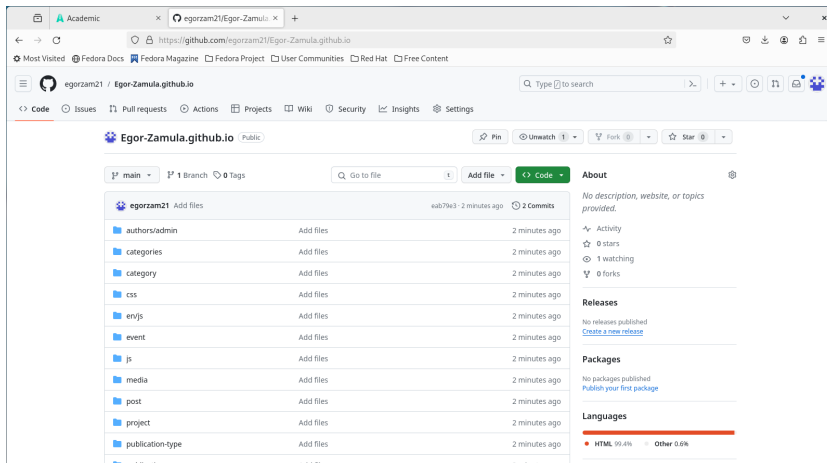 Academic
egorzam21/Egor-Zamula
https://github.com/egorzam21/Egor-Zamula.github.io
Most Visited Fedora Docs Fedora Magazine Fedora Project User Communities Red Hat Free Content
egorzam21 / Egor-Zamula.github.io
Type / to search
Code Issues Pull requests Actions Projects Wiki Security Insights Settings
Egor-Zamula.github.io Public
Pin Unwatch 1 Fork 0 Star 0
main 1 Branch 0 Tags Go to file t Add file Code
egorzam21 Add files eab79e3 · 2 minutes ago 2 Commits
authors/admin Add files 2 minutes ago
categories Add files 2 minutes ago
category Add files 2 minutes ago
css Add files 2 minutes ago
en/js Add files 2 minutes ago
event Add files 2 minutes ago
js Add files 2 minutes ago
media Add files 2 minutes ago
post Add files 2 minutes ago
project Add files 2 minutes ago
publication-type Add files 2 minutes ago
About
No description, website, or topics
provided.
Activity
0 stars
1 watching
0 forks
Releases
No releases published
Create a new release
Packages
No packages published
Publish your first package
Languages
HTML 99.4% Other 0.6%